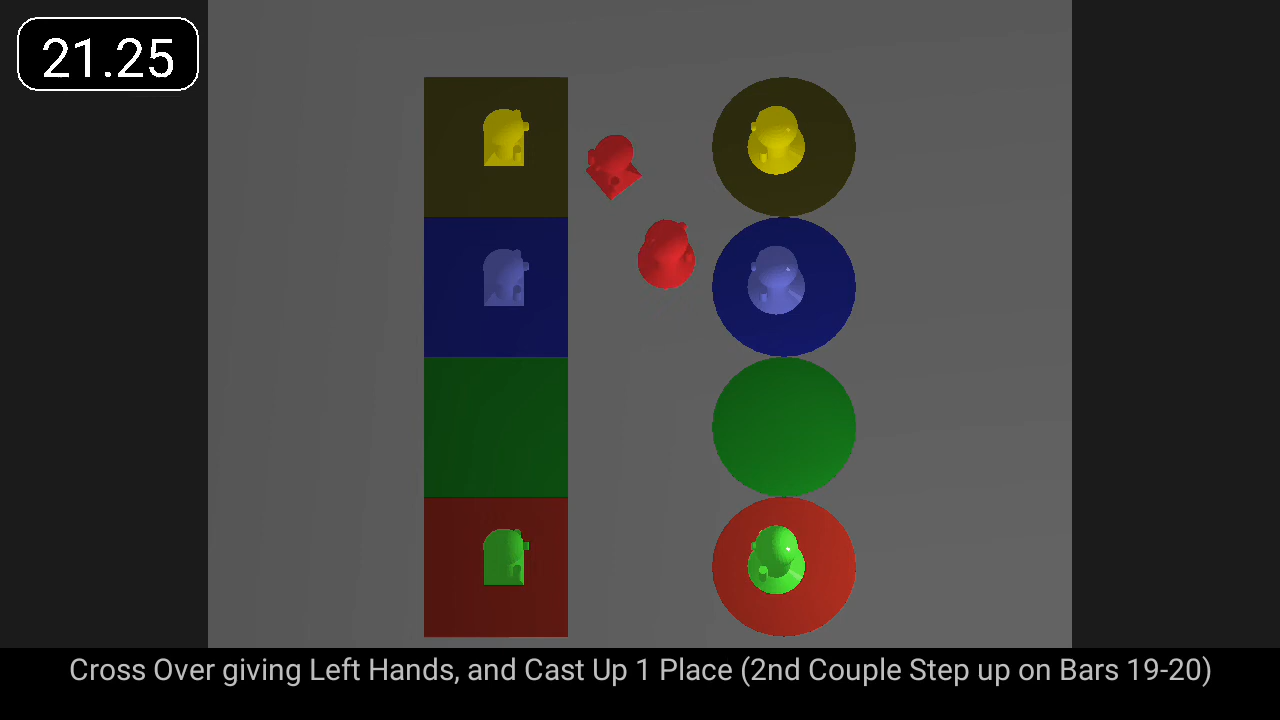 21.25
Cross Over giving Left Hands, and Cast Up 1 Place (2nd Couple Step up on Bars 19-20)